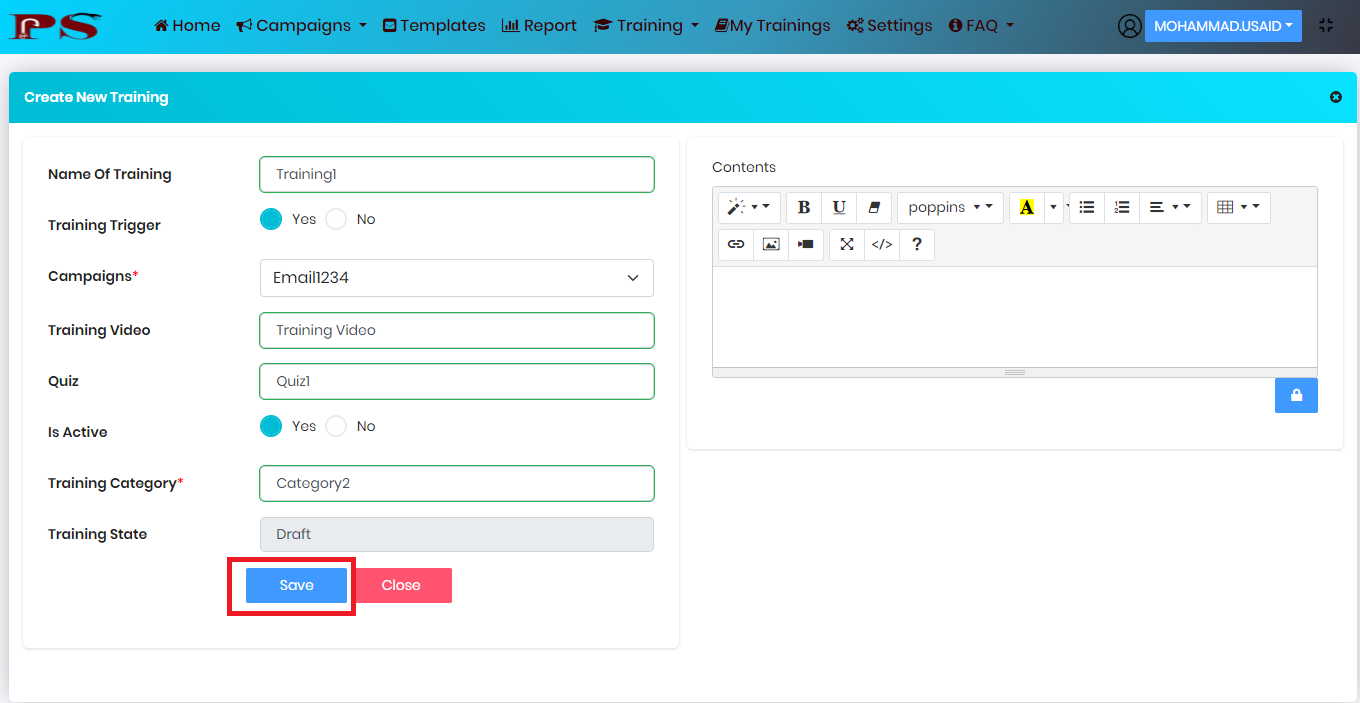 PS Home Campaigns Templates Report Training My Trainings Settings FAQ MOHAMMADJSAID
Create New Training
Name Of Training Training1
Training Trigger Yes No
Campaigns* Email1234
Training Video Training Video
Quiz Quiz1
Is Active Yes No
Training Category* Category2
Training State Draft
Save Close
Contents
B U poppins A
</> ?